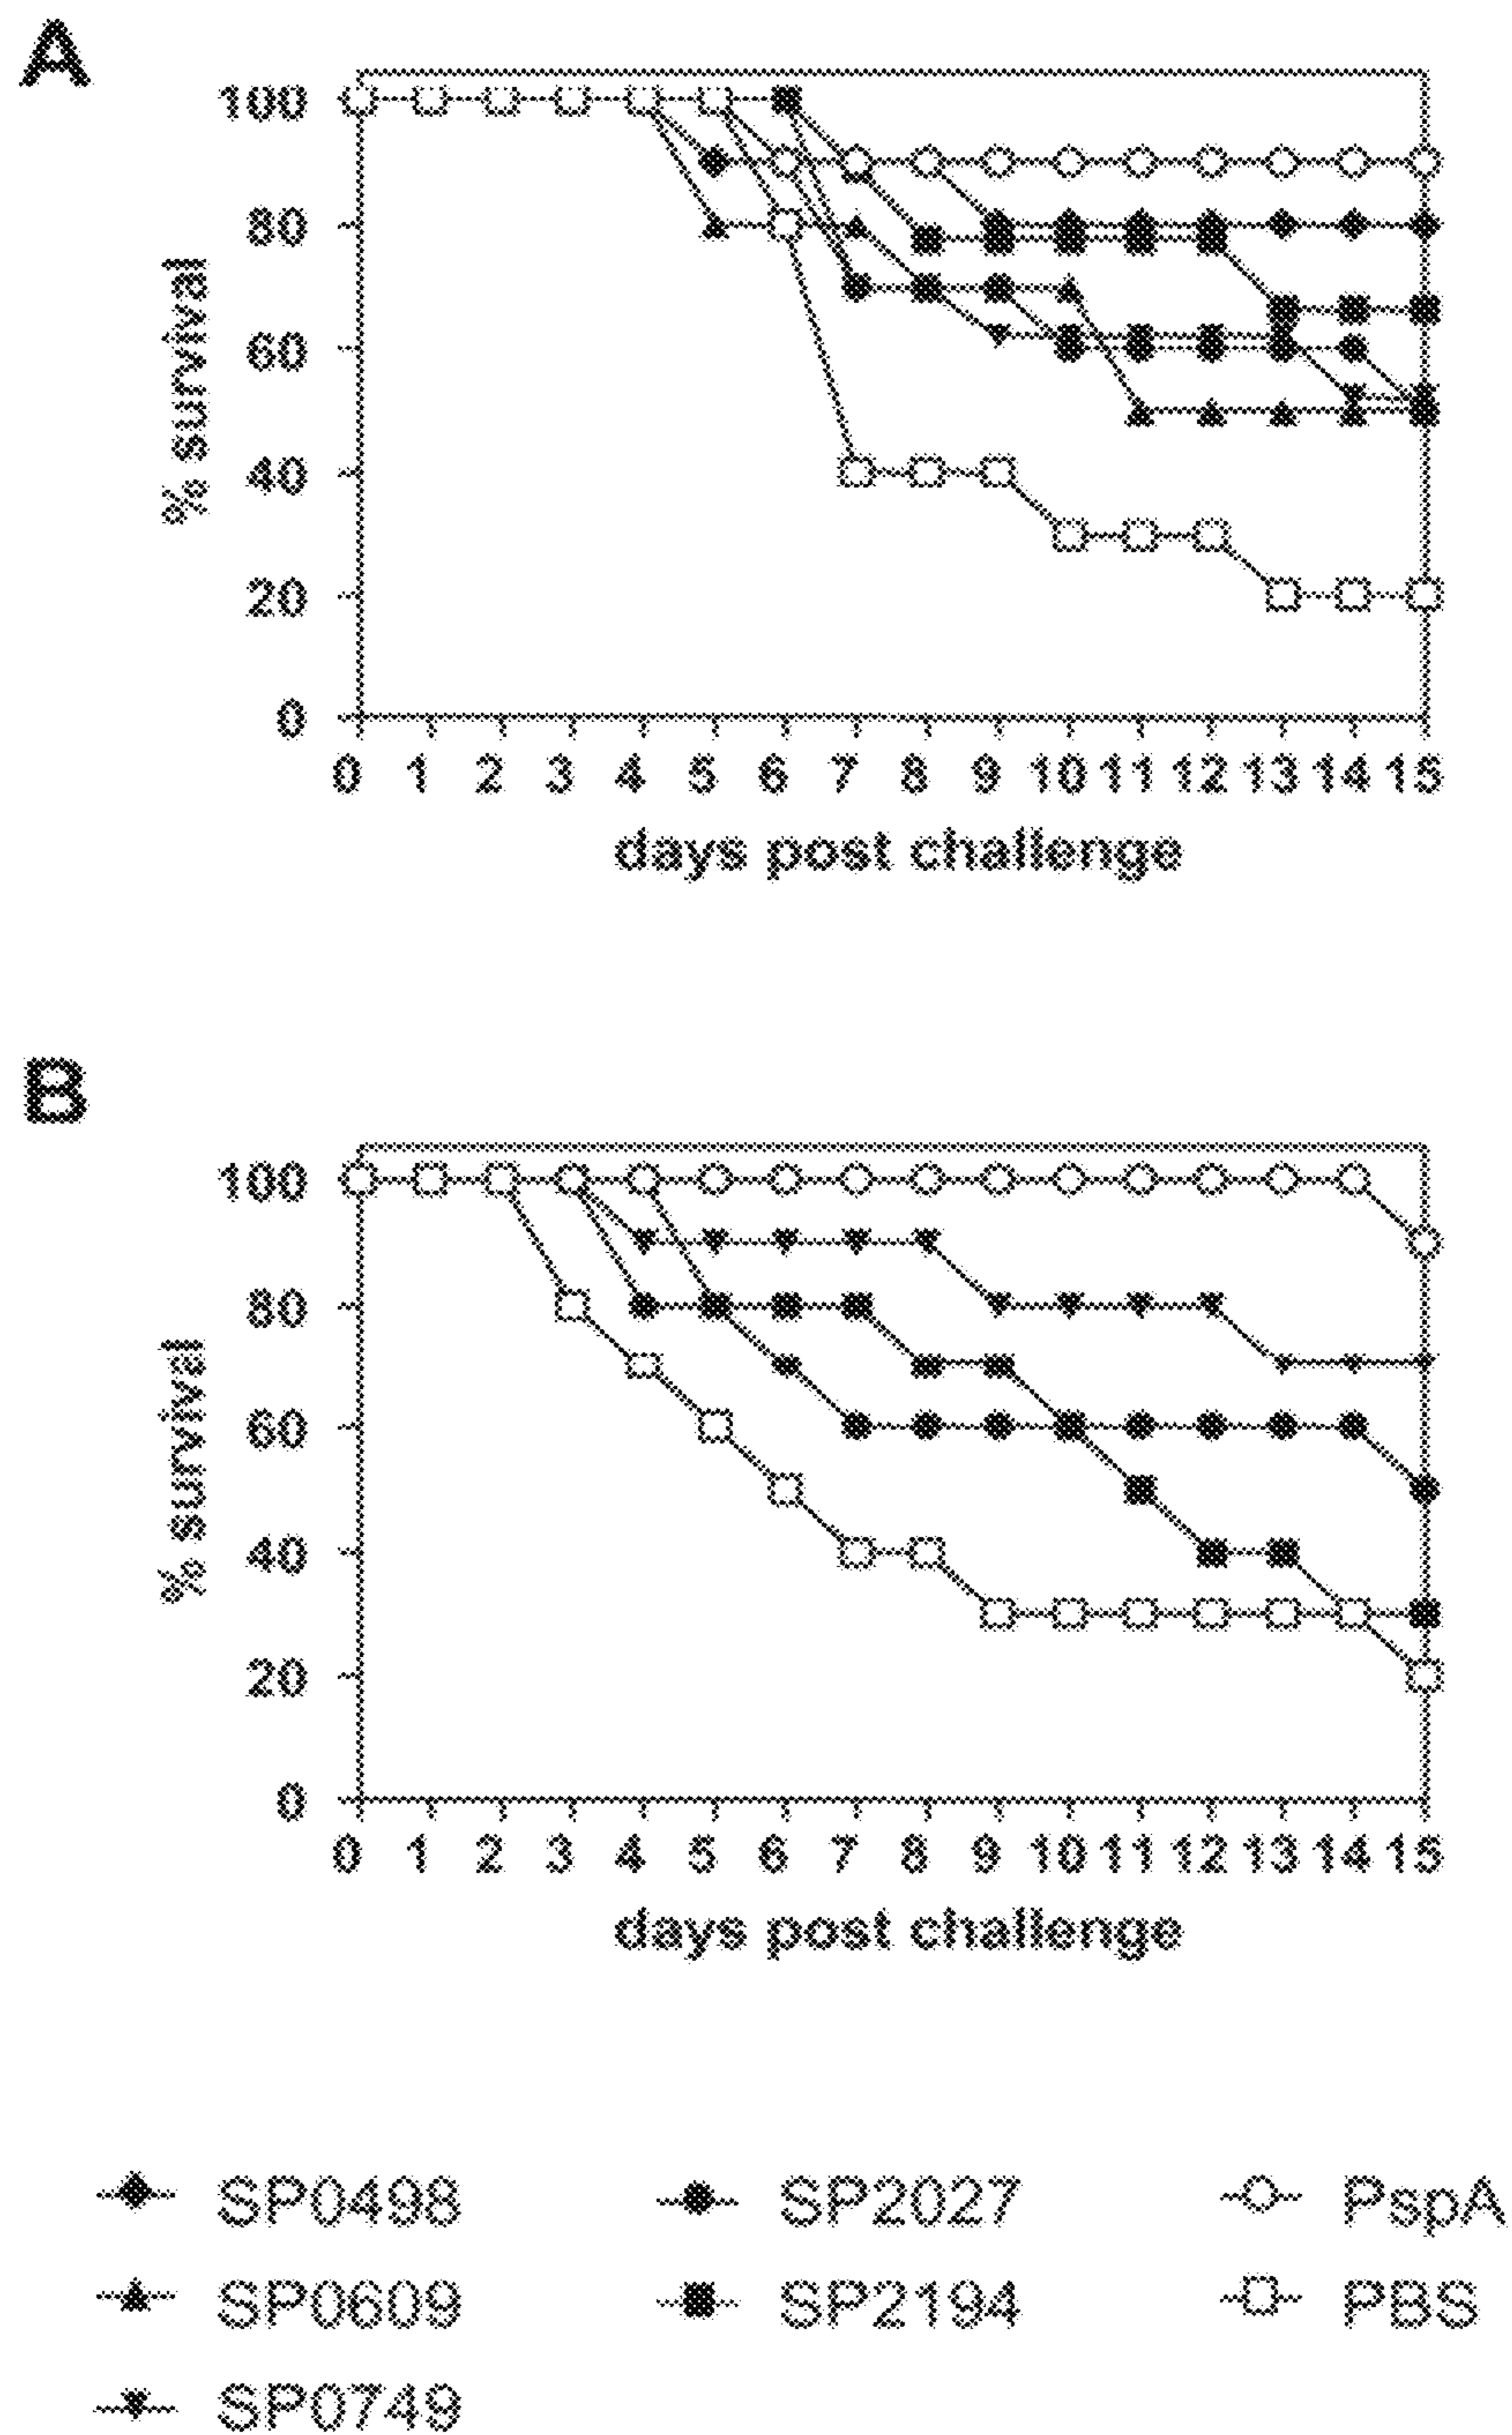 A
100
80
60
40
20
0
% survival
0 1 2 3 4 5 6 7 8 9 10 11 12 13 14 15
days post challenge
B
100
80
60
40
20
0
% survival
0 1 2 3 4 5 6 7 8 9 10 11 12 13 14 15
days post challenge
SP0498 SP2027 PspA
SP0609 SP2194 PBS
SP0749